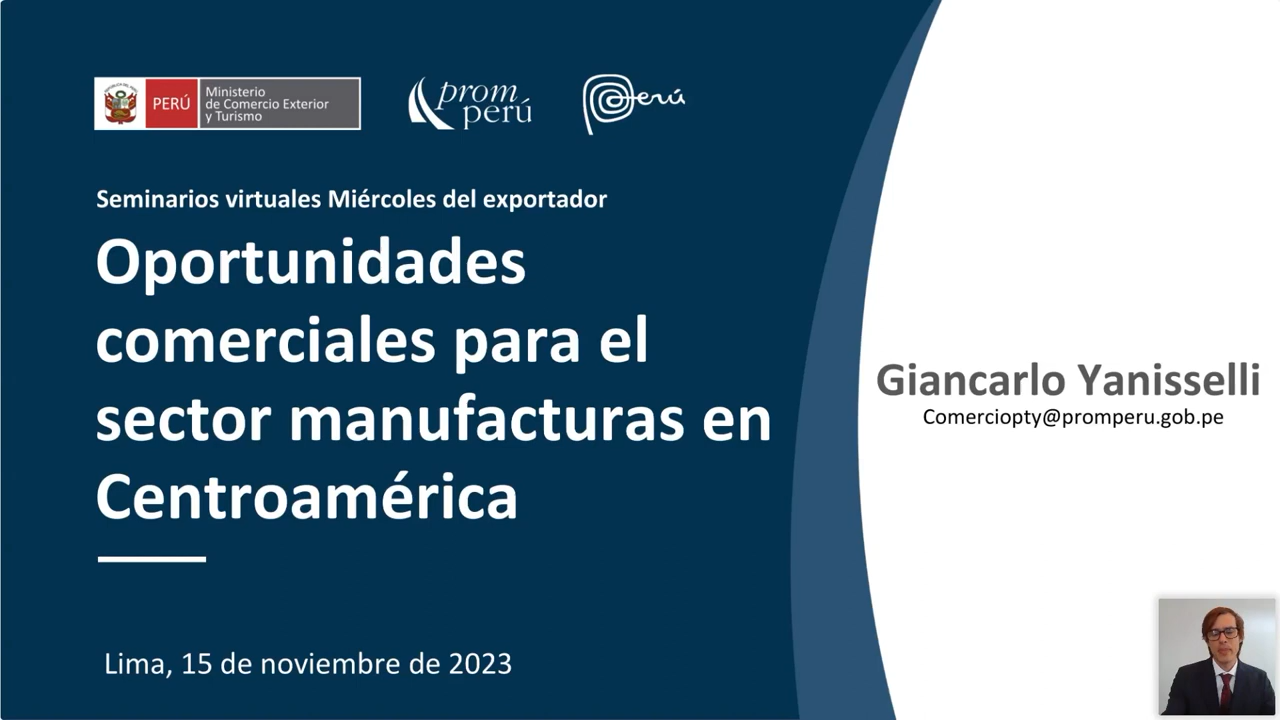 PERÚ
Ministerio
de Comercio Exterior
y Turismo
prom
perú
Perú
Seminarios virtuales Miércoles del exportador
Oportunidades
comerciales para el
sector manufacturas en
Centroamérica
Giancarlo Yanisselli
Comerciopty@promperu.gob.pe
Lima, 15 de noviembre de 2023